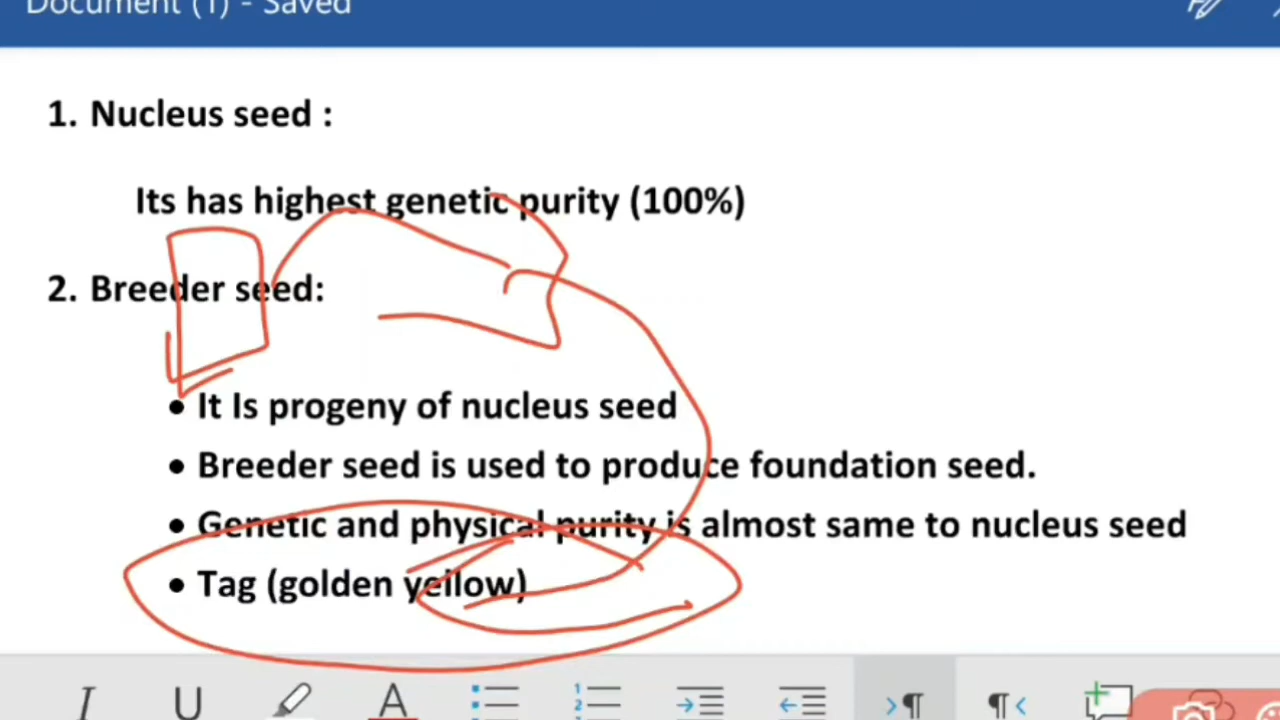 Document (1) - Saved
1. Nucleus seed :
Its has highest genetic purity (100%)
2. Breeder seed:
• It Is progeny of nucleus seed
• Breeder seed is used to produce foundation seed.
• Genetic and physical purity is almost same to nucleus seed
• Tag (golden yellow)